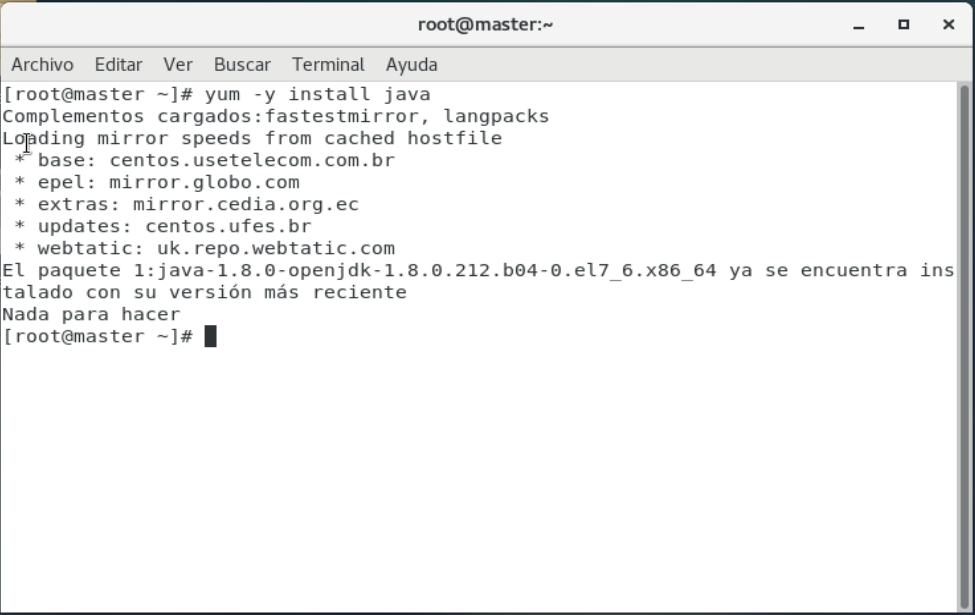 root@master:~
Archivo Editar Ver Buscar Terminal Ayuda
[root@master ~]# yum -y install java
Complementos cargados:fastestmirror, langpacks
Loading mirror speeds from cached hostfile
 * base: centos.usetelecom.com.br
 * epel: mirror.globo.com
 * extras: mirror.cedia.org.ec
 * updates: centos.ufes.br
 * webtatic: uk.repo.webtatic.com
El paquete 1:java-1.8.0-openjdk-1.8.0.212.b04-0.el7_6.x86_64 ya se encuentra ins
talado con su versión más reciente
Nada para hacer
[root@master ~]#